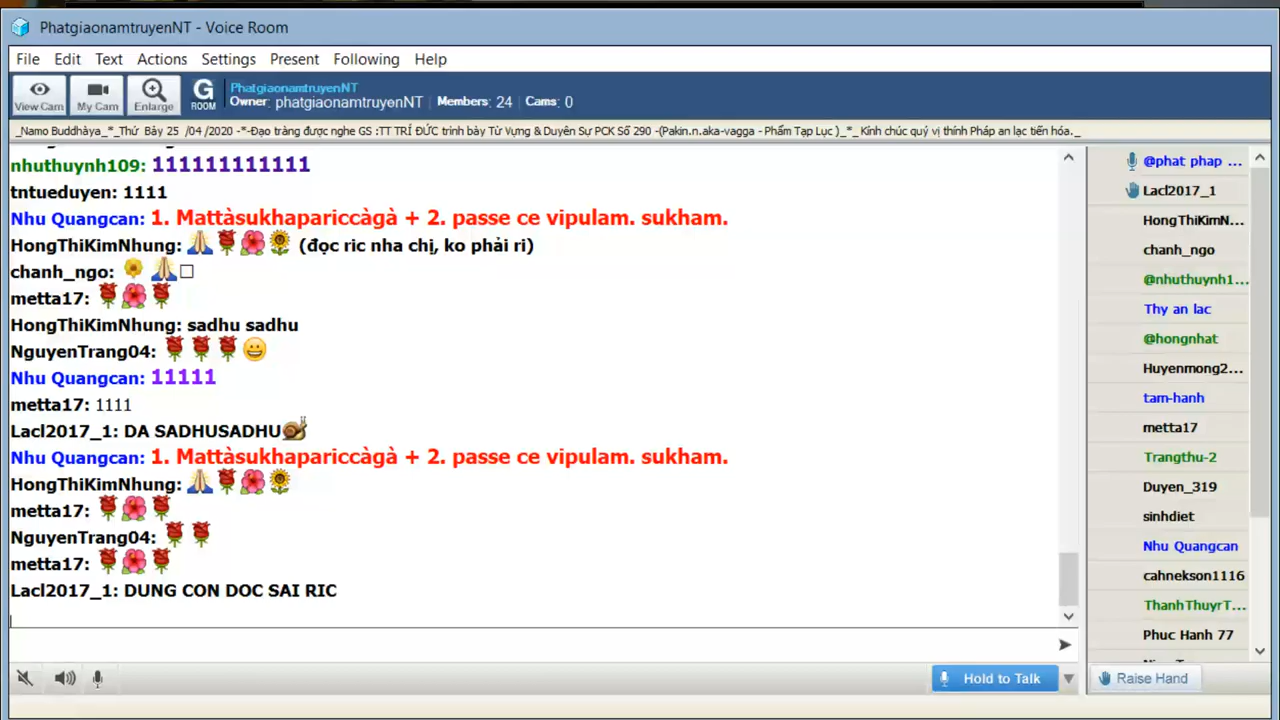 PhatgiaonamtruyenNT - Voice Room
File Edit Text Actions Settings Present Following Help
View Cam My Cam Enlarge G ROOM
PhatgiaonamtruyenNT
Owner: phatgiaonamtruyenNT Members: 24 Cams: 0
_Namo Buddhàya_*_Thứ Bảy 25 /04 /2020 -*-Đạo tràng được nghe GS :TT TRÍ ĐỨC trình bày Từ Vựng & Duyên Sự PCK Số 290 -(Pakin.n.aka-vagga - Phẩm Tạp Lục )_*_ Kính chúc quý vị thính Pháp an lạc tiến hóa._
nhuthuynh109: 111111111111
tntueduyen: 1111
Nhu Quangcan: 1. Mattàsukhapariccàgà + 2. passe ce vipulam. sukham.
HongThiKimNhung: 🙏🌹🌺🌻 (đọc ric nha chị, ko phải ri)
chanh_ngo: 🌼🙏□
metta17: 🌹🌺🌹
HongThiKimNhung: sadhu sadhu
NguyenTrang04: 🌹🌹🌹😀
Nhu Quangcan: 11111
metta17: 1111
Lacl2017_1: DA SADHUSADHU🐌
Nhu Quangcan: 1. Mattàsukhapariccàgà + 2. passe ce vipulam. sukham.
HongThiKimNhung: 🙏🌹🌺🌻
metta17: 🌹🌺🌹
NguyenTrang04: 🌹🌹
metta17: 🌹🌺🌹
Lacl2017_1: DUNG CON DOC SAI RIC
@phat phap ...
Lacl2017_1
HongThiKimN...
chanh_ngo
@nhuthuynh1...
Thy an lac
@hongnhat
Huyenmong2...
tam-hanh
metta17
Trangthu-2
Duyen_319
sinhdiet
Nhu Quangcan
cahnekson1116
ThanhThuyrT...
Phuc Hanh 77
Hold to Talk
Raise Hand